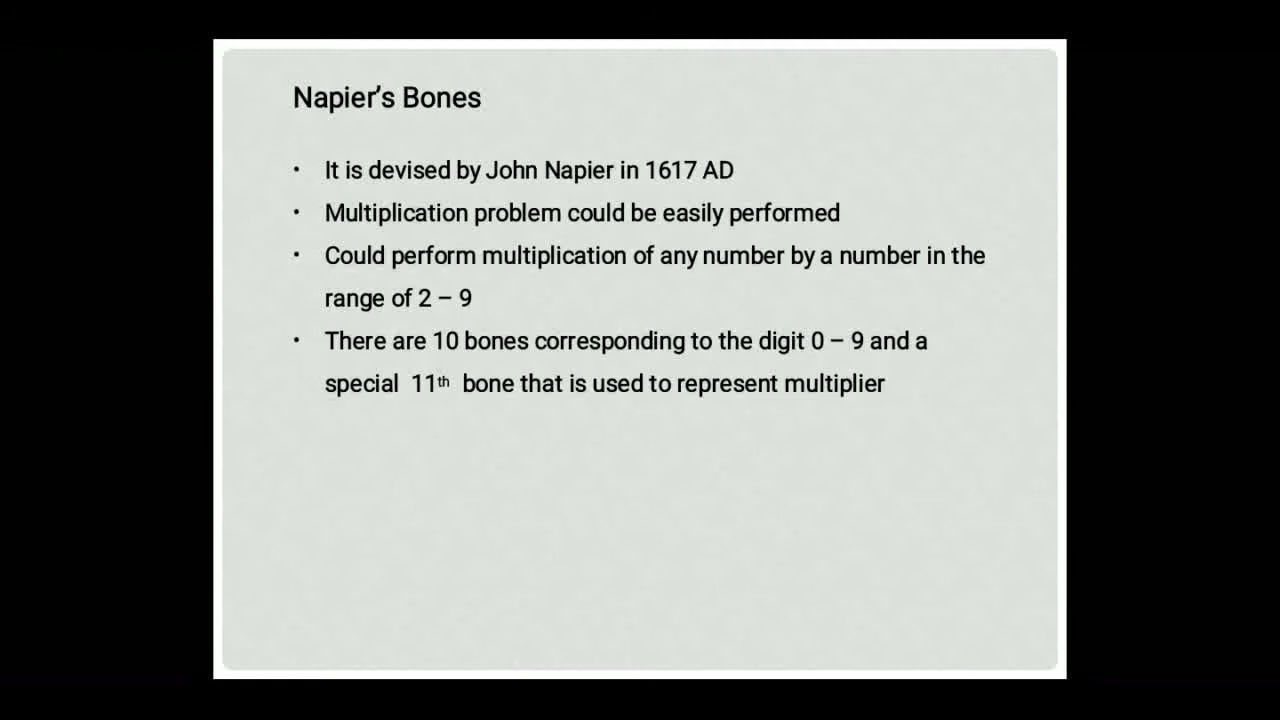 Napier’s Bones
• It is devised by John Napier in 1617 AD
• Multiplication problem could be easily performed
• Could perform multiplication of any number by a number in the
range of 2 – 9
• There are 10 bones corresponding to the digit 0 – 9 and a
special 11th bone that is used to represent multiplier